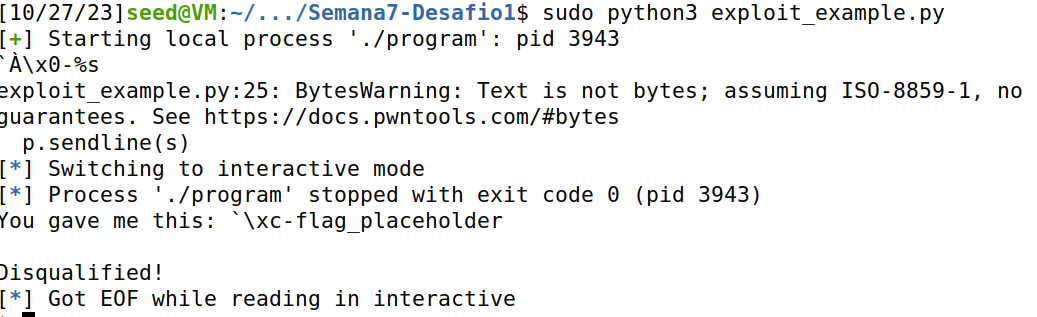 [10/27/23]seed@VM:~/.../Semana7-Desafio1$ sudo python3 exploit_example.py
[+] Starting local process './program': pid 3943
`À\x0-%s
exploit_example.py:25: BytesWarning: Text is not bytes; assuming ISO-8859-1, no
guarantees. See https://docs.pwntools.com/#bytes
  p.sendline(s)
[*] Switching to interactive mode
[*] Process './program' stopped with exit code 0 (pid 3943)
You gave me this: `\xc-flag_placeholder
Disqualified!
[*] Got EOF while reading in interactive